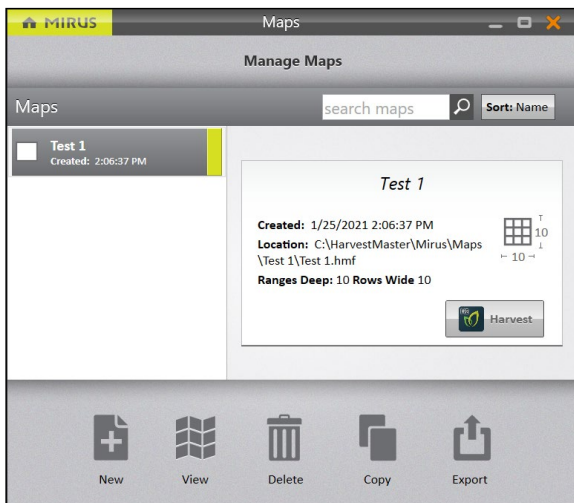 MIRUS
Maps
Manage Maps
Maps
search maps
Sort: Name
Test 1
Created: 2:06:37 PM
Test 1
Created: 1/25/2021 2:06:37 PM
Location: C:\HarvestMaster\Mirus\Maps
\Test 1\Test 1.hmf
Ranges Deep: 10 Rows Wide 10
10
10
Harvest
New
View
Delete
Copy
Export